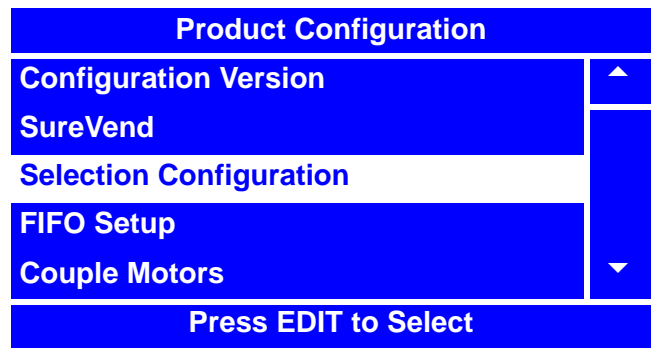 Product Configuration
Configuration Version
SureVend
Selection Configuration
FIFO Setup
Couple Motors
Press EDIT to Select